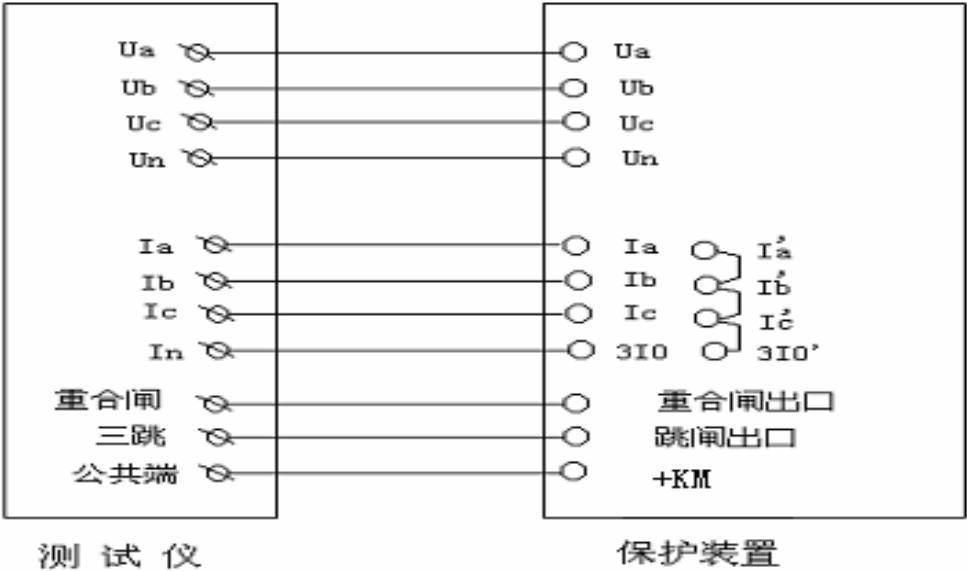 Ua Ua
Ub Ub
Uc Uc
Un Un
Ia Ia Ia'
Ib Ib Ib'
Ic Ic Ic'
In 3I0 3I0'
重合闸 重合闸出口
三跳 跳闸出口
公共端 +KM
测试仪 保护装置